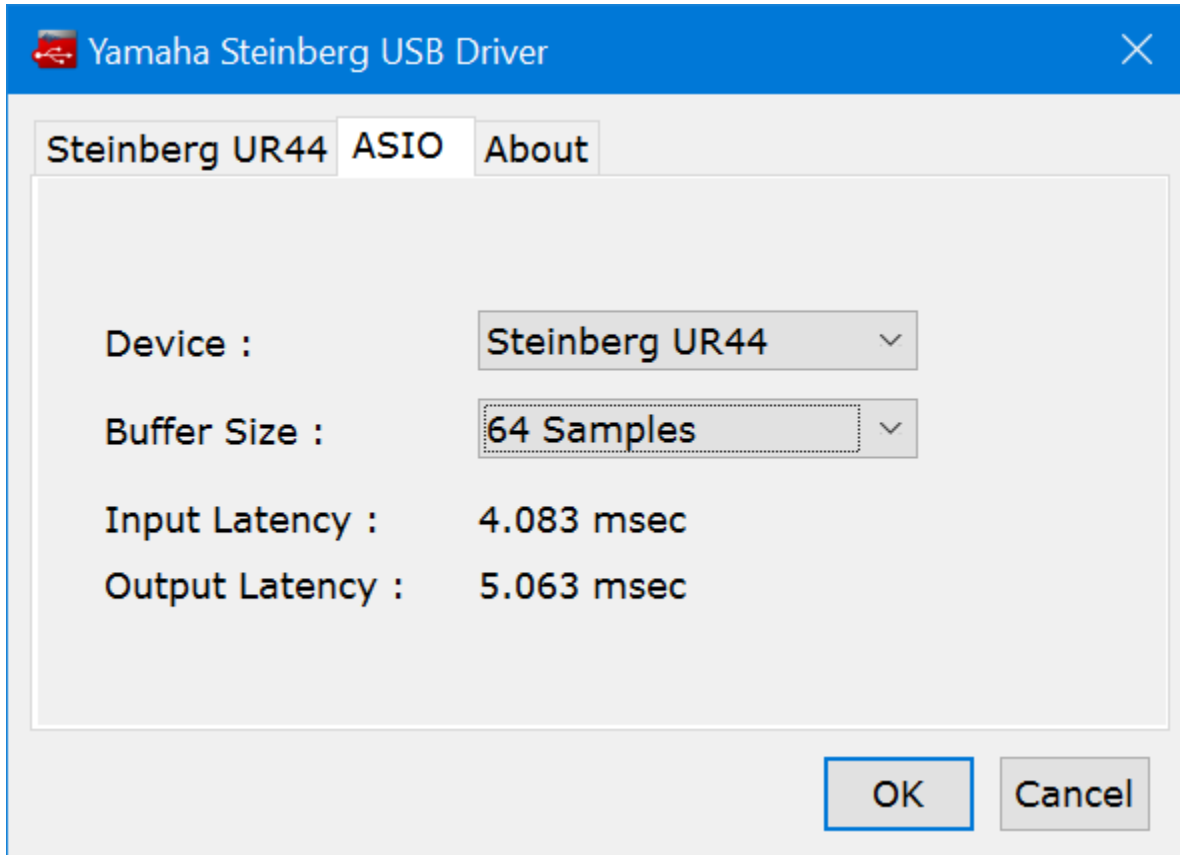 Yamaha Steinberg USB Driver
Steinberg UR44 ASIO About
Device : Steinberg UR44
Buffer Size : 64 Samples
Input Latency : 4.083 msec
Output Latency : 5.063 msec
OK Cancel